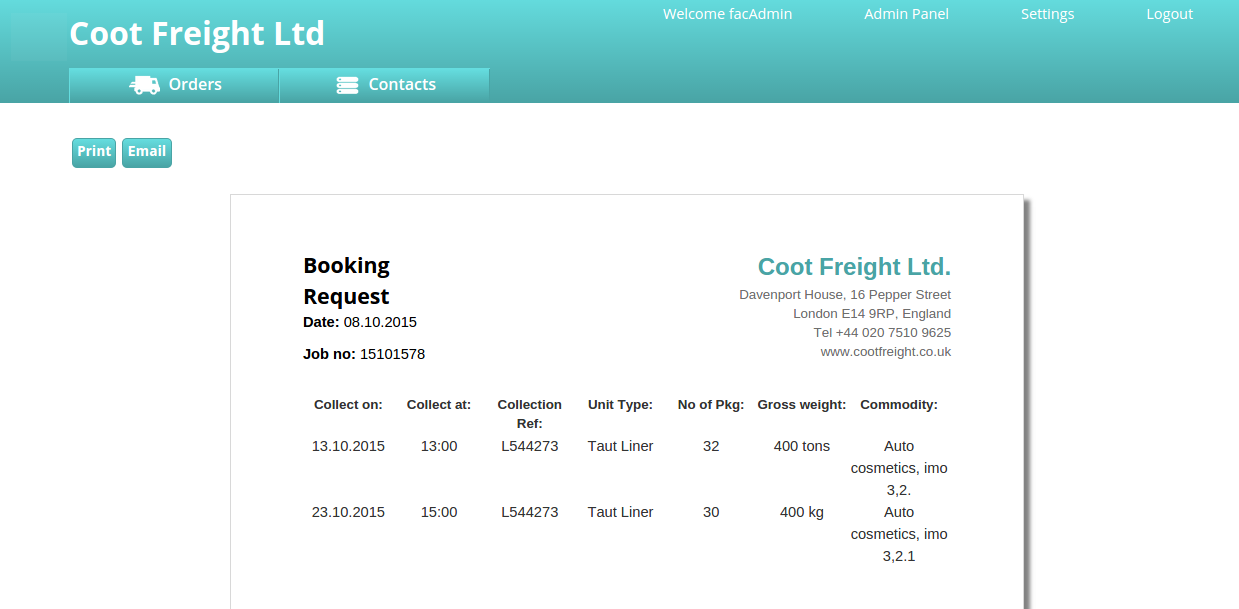 Welcome facAdmin Admin Panel Settings Logout
Coot Freight Ltd
Orders Contacts
Print Email
Booking
Request
Date: 08.10.2015
Job no: 15101578
Coot Freight Ltd.
Davenport House, 16 Pepper Street
London E14 9RP, England
Tel +44 020 7510 9625
www.cootfreight.co.uk
Collect on: Collect at: Collection Unit Type: No of Pkg: Gross weight: Commodity:
Ref:
13.10.2015 13:00 L544273 Taut Liner 32 400 tons Auto
cosmetics, imo
3,2.
23.10.2015 15:00 L544273 Taut Liner 30 400 kg Auto
cosmetics, imo
3,2.1